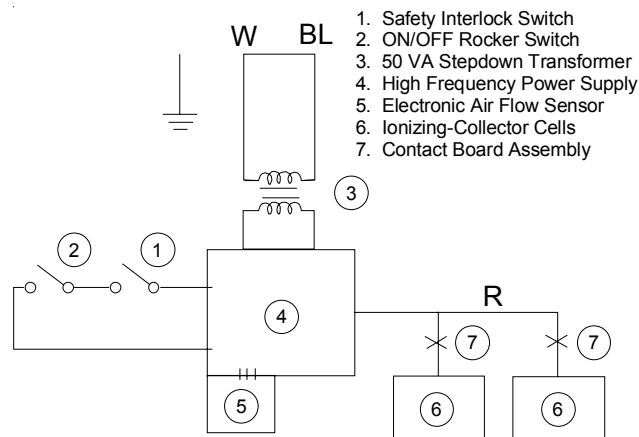 W BL
1. Safety Interlock Switch
2. ON/OFF Rocker Switch
3. 50 VA Stepdown Transformer
4. High Frequency Power Supply
5. Electronic Air Flow Sensor
6. Ionizing-Collector Cells
7. Contact Board Assembly
3
2 1
4
R
7 7
5
6 6